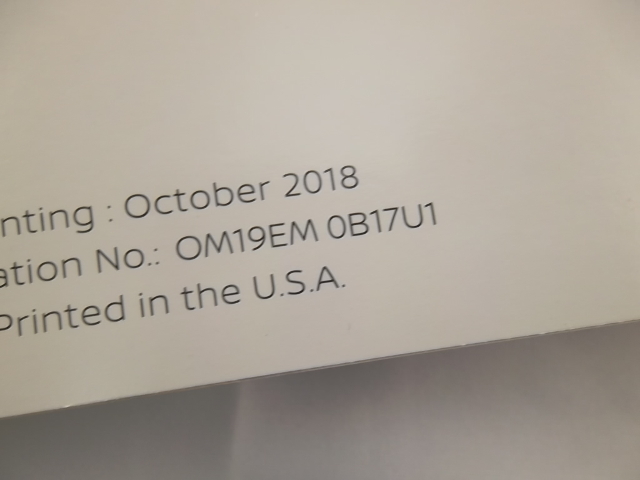 nting : October 2018
ation No.: OM19EM 0B17U1
Printed in the U.S.A.